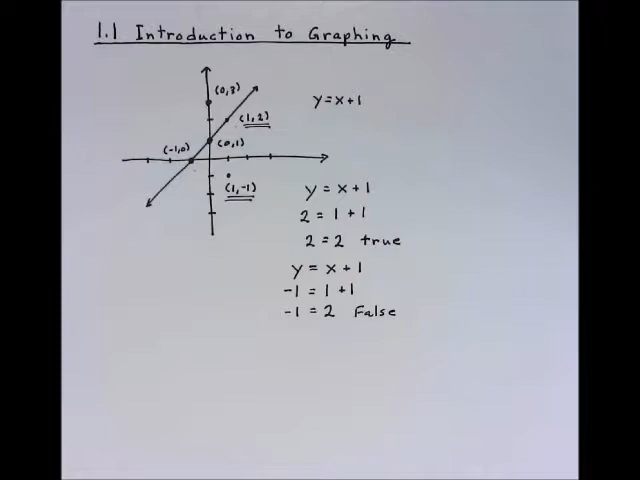 1.1 Introduction to Graphing
(0,3)
y = x + 1
(1,2)
(0,1)
(-1,0)
(1,-1)
y = x + 1
2 = 1 + 1
2 = 2 true
y = x + 1
-1 = 1 + 1
-1 = 2 False